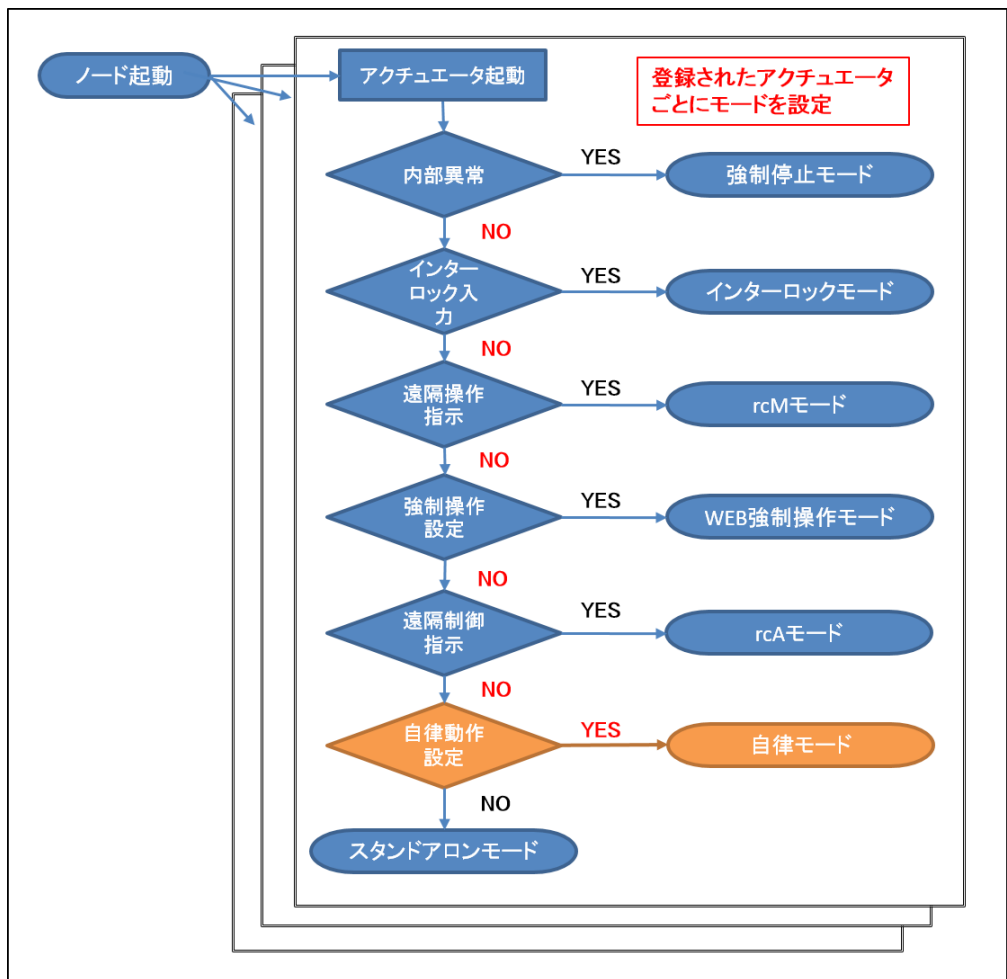 ノード起動
アクチュエータ起動
登録されたアクチュエータ
ごとにモードを設定
内部異常
YES
強制停止モード
NO
インター
ロック入
力
YES
インターロックモード
NO
遠隔操作
指示
YES
rcMモード
NO
強制操作
設定
YES
WEB強制操作モード
NO
遠隔制御
指示
YES
rcAモード
NO
自律動作
設定
YES
自律モード
NO
スタンドアロンモード